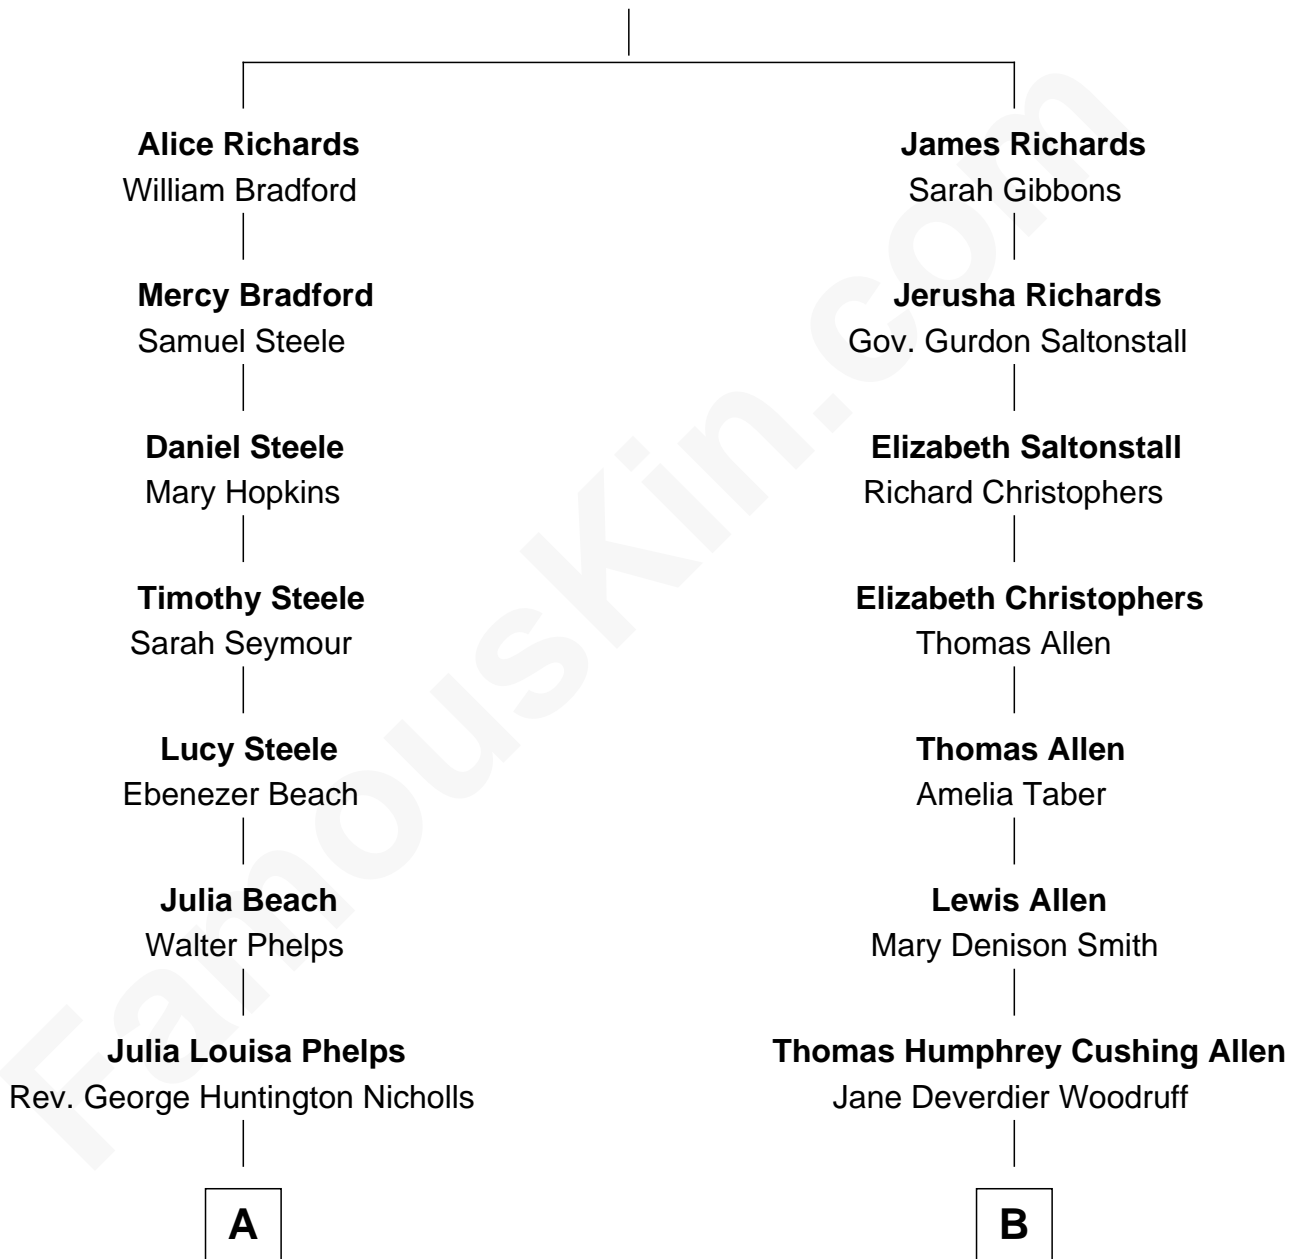 Alice Richards
William Bradford
Mercy Bradford
Samuel Steele
Daniel Steele
Mary Hopkins
Timothy Steele
Sarah Seymour
Lucy Steele
Ebenezer Beach
Julia Beach
Walter Phelps
Julia Louisa Phelps
Rev. George Huntington Nicholls
A
James Richards
Sarah Gibbons
Jerusha Richards
Gov. Gurdon Saltonstall
Elizabeth Saltonstall
Richard Christophers
Elizabeth Christophers
Thomas Allen
Thomas Allen
Amelia Taber
Lewis Allen
Mary Denison Smith
Thomas Humphrey Cushing Allen
Jane Deverdier Woodruff
B
FamousKin.com